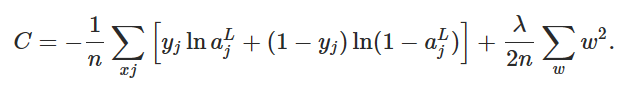 $$C = -\frac{1}{n} \sum_{xj} \left[ y_j \ln a_j^L + (1 - y_j) \ln(1 - a_j^L) \right] + \frac{\lambda}{2n} \sum_w w^2.$$